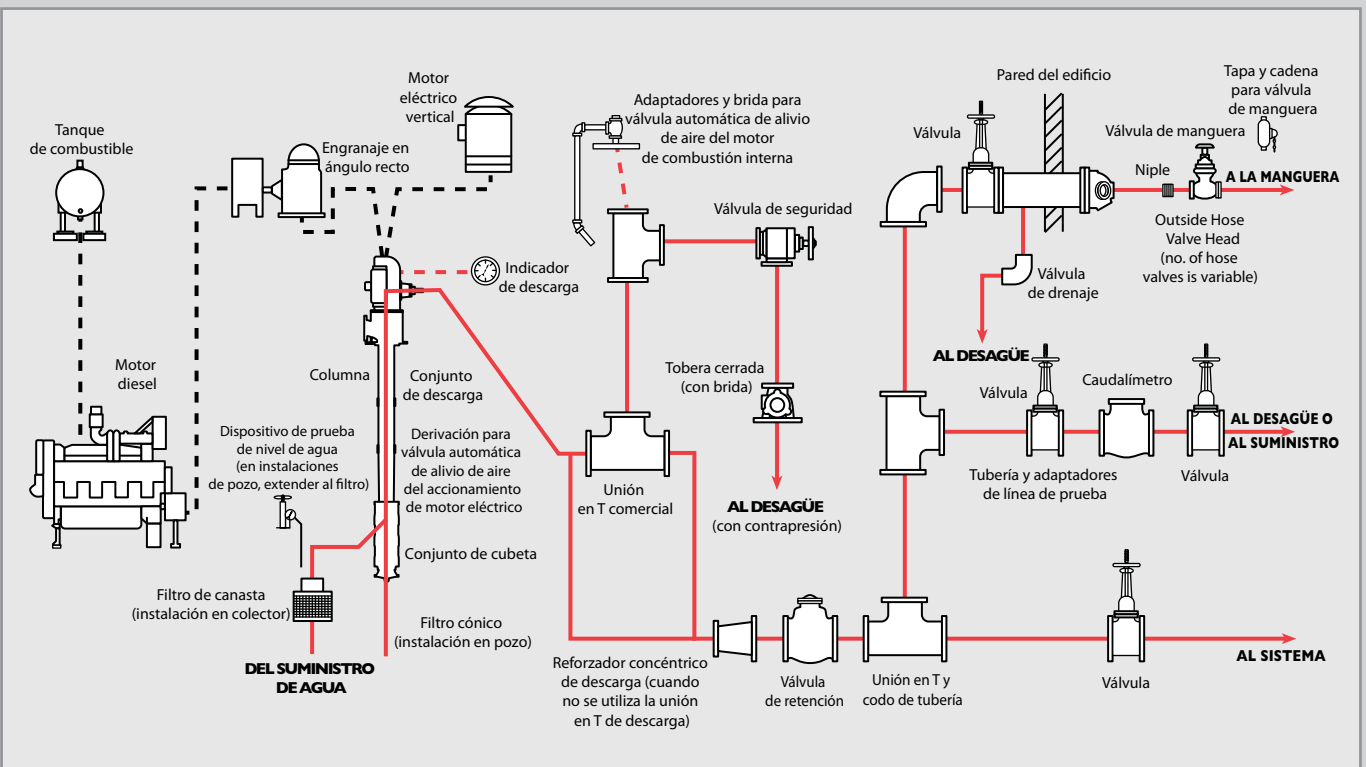 Tanque
de combustible
Engranaje en
ángulo recto
Motor
eléctrico
vertical
Adaptadores y brida para
válvula automática de alivio
de aire del motor
de combustión interna
Válvula
Pared del edificio
Tapa y cadena
para válvula
de manguera
Válvula de manguera
Niple
A LA MANGUERA
Outside Hose
Valve Head
(no. of hose
valves is variable)
Válvula de seguridad
Indicador
de descarga
Válvula
de drenaje
AL DESAGÜE
Motor
diesel
Columna
Conjunto
de descarga
Tobera cerrada
(con brida)
Válvula
Caudalímetro
AL DESAGÜE O
AL SUMINISTRO
Dispositivo de prueba
de nivel de agua
(en instalaciones
de pozo, extender al filtro)
Derivación para
válvula automática
de alivio de aire
del accionamiento
de motor eléctrico
Unión
en T comercial
AL DESAGÜE
(con contrapresión)
Tubería y adaptadores
de línea de prueba
Válvula
Conjunto de cubeta
Filtro de canasta
(instalación en colector)
Filtro cónico
(instalación en pozo)
DEL SUMINISTRO
DE AGUA
Reforzador concéntrico
de descarga (cuando
no se utiliza la unión
en T de descarga)
Válvula
de retención
Unión en T y
codo de tubería
Válvula
AL SISTEMA